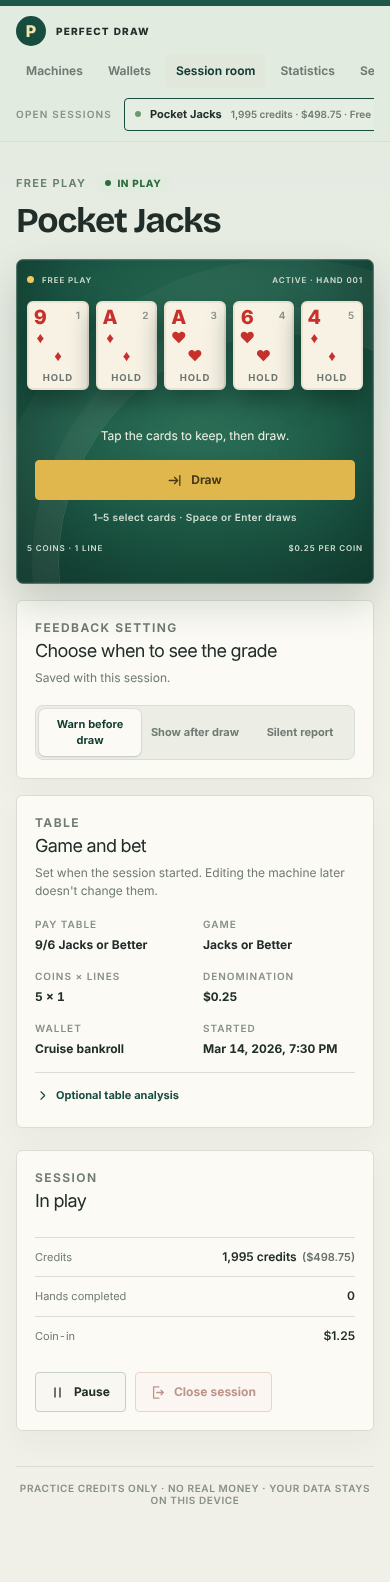 P PERFECT DRAW
Machines Wallets Session room Statistics Se
OPEN SESSIONS Pocket Jacks 1,995 credits · $498.75 · Free
FREE PLAY IN PLAY
Pocket Jacks
FREE PLAY ACTIVE · HAND 001
9 1 A 2 A 3 6 4 4 5
HOLD HOLD HOLD HOLD HOLD
Tap the cards to keep, then draw.
Draw
1–5 select cards · Space or Enter draws
5 COINS · 1 LINE $0.25 PER COIN
FEEDBACK SETTING
Choose when to see the grade
Saved with this session.
Warn before
draw
Show after draw Silent report
TABLE
Game and bet
Set when the session started. Editing the machine later
doesn't change them.
PAY TABLE GAME
9/6 Jacks or Better Jacks or Better
COINS × LINES DENOMINATION
5 × 1 $0.25
WALLET STARTED
Cruise bankroll Mar 14, 2026, 7:30 PM
Optional table analysis
SESSION
In play
Credits 1,995 credits ($498.75)
Hands completed 0
Coin-in $1.25
Pause Close session
PRACTICE CREDITS ONLY · NO REAL MONEY · YOUR DATA STAYS
ON THIS DEVICE